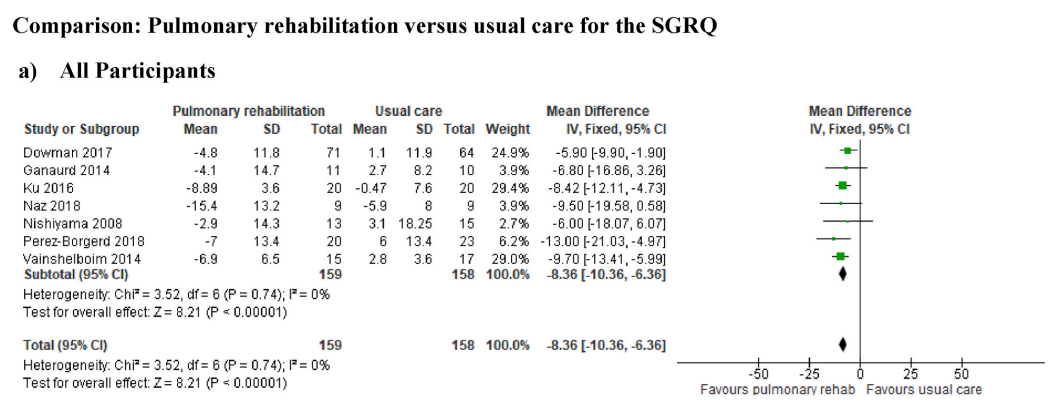 Comparison: Pulmonary rehabilitation versus usual care for the SGRQ
a) All Participants
Pulmonary rehabilitation Usual care Mean Difference Mean Difference
Study or Subgroup Mean SD Total Mean SD Total Weight IV, Fixed, 95% CI IV, Fixed, 95% CI
Dowman 2017 -4.8 11.8 71 1.1 11.9 64 24.9% -5.90 [-9.90, -1.90]
Ganaurd 2014 -4.1 14.7 11 2.7 8.2 10 3.9% -6.80 [-16.86, 3.26]
Ku 2016 -8.89 3.6 20 -0.47 7.6 20 29.4% -8.42 [-12.11, -4.73]
Naz 2018 -15.4 13.2 9 -5.9 8 9 3.9% -9.50 [-19.58, 0.58]
Nishiyama 2008 -2.9 14.3 13 3.1 18.25 15 2.7% -6.00 [-18.07, 6.07]
Perez-Borgerd 2018 -7 13.4 20 6 13.4 23 6.2% -13.00 [-21.03, -4.97]
Vainshelboim 2014 -6.9 6.5 15 2.8 3.6 17 29.0% -9.70 [-13.41, -5.99]
Subtotal (95% CI) 159 158 100.0% -8.36 [-10.36, -6.36]
Heterogeneity: Chi² = 3.52, df = 6 (P = 0.74); I² = 0%
Test for overall effect: Z = 8.21 (P < 0.00001)
Total (95% CI) 159 158 100.0% -8.36 [-10.36, -6.36]
Heterogeneity: Chi² = 3.52, df = 6 (P = 0.74); I² = 0%
Test for overall effect: Z = 8.21 (P < 0.00001)
-50 -25 0 25 50
Favours pulmonary rehab Favours usual care